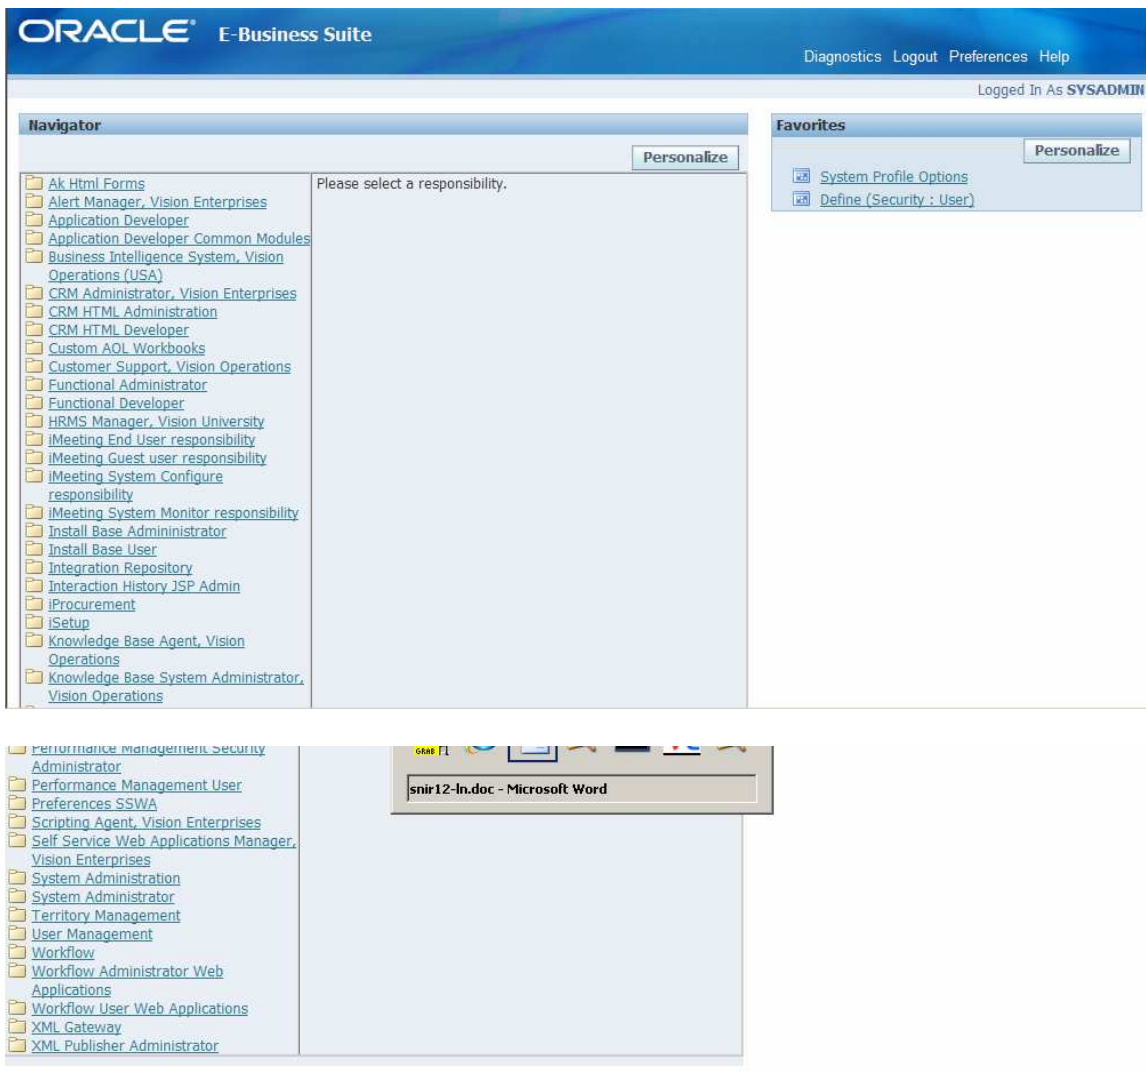 ORACLE E-Business Suite
Diagnostics Logout Preferences Help
Logged In As SYSADMIN
Navigator
Personalize
Ak Html Forms
Alert Manager, Vision Enterprises
Application Developer
Application Developer Common Modules
Business Intelligence System, Vision
Operations (USA)
CRM Administrator, Vision Enterprises
CRM HTML Administration
CRM HTML Developer
Custom AOL Workbooks
Customer Support, Vision Operations
Functional Administrator
Functional Developer
HRMS Manager, Vision University
iMeeting End User responsibility
iMeeting Guest user responsibility
iMeeting System Configure
responsibility
iMeeting System Monitor responsibility
Install Base Admininistrator
Install Base User
Integration Repository
Interaction History JSP Admin
iProcurement
iSetup
Knowledge Base Agent, Vision
Operations
Knowledge Base System Administrator,
Vision Operations
Please select a responsibility.
Favorites
Personalize
System Profile Options
Define (Security : User)
Performance Management Security
Administrator
Performance Management User
Preferences SSWA
Scripting Agent, Vision Enterprises
Self Service Web Applications Manager,
Vision Enterprises
System Administration
System Administrator
Territory Management
User Management
Workflow
Workflow Administrator Web
Applications
Workflow User Web Applications
XML Gateway
XML Publisher Administrator
GRAB
snir12-ln.doc - Microsoft Word